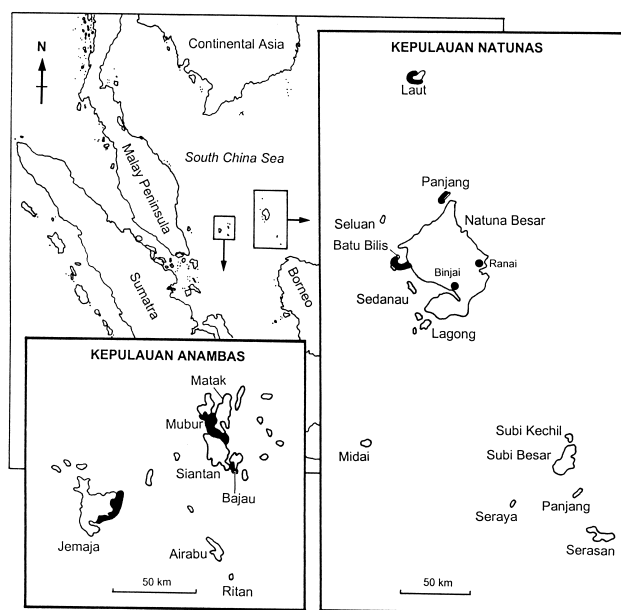 N
Continental Asia
South China Sea
Malay Peninsula
Sumatra
Borneo
KEPULAUAN NATUNAS
Laut
Panjang
Seluan
Natuna Besar
Batu Bilis
Ranai
Binjai
Sedanau
Lagong
Midai
Subi Kechil
Subi Besar
Seraya
Panjang
Serasan
50 km
KEPULAUAN ANAMBAS
Matak
Mubur
Siantan
Bajau
Jemaja
Airabu
Ritan
50 km